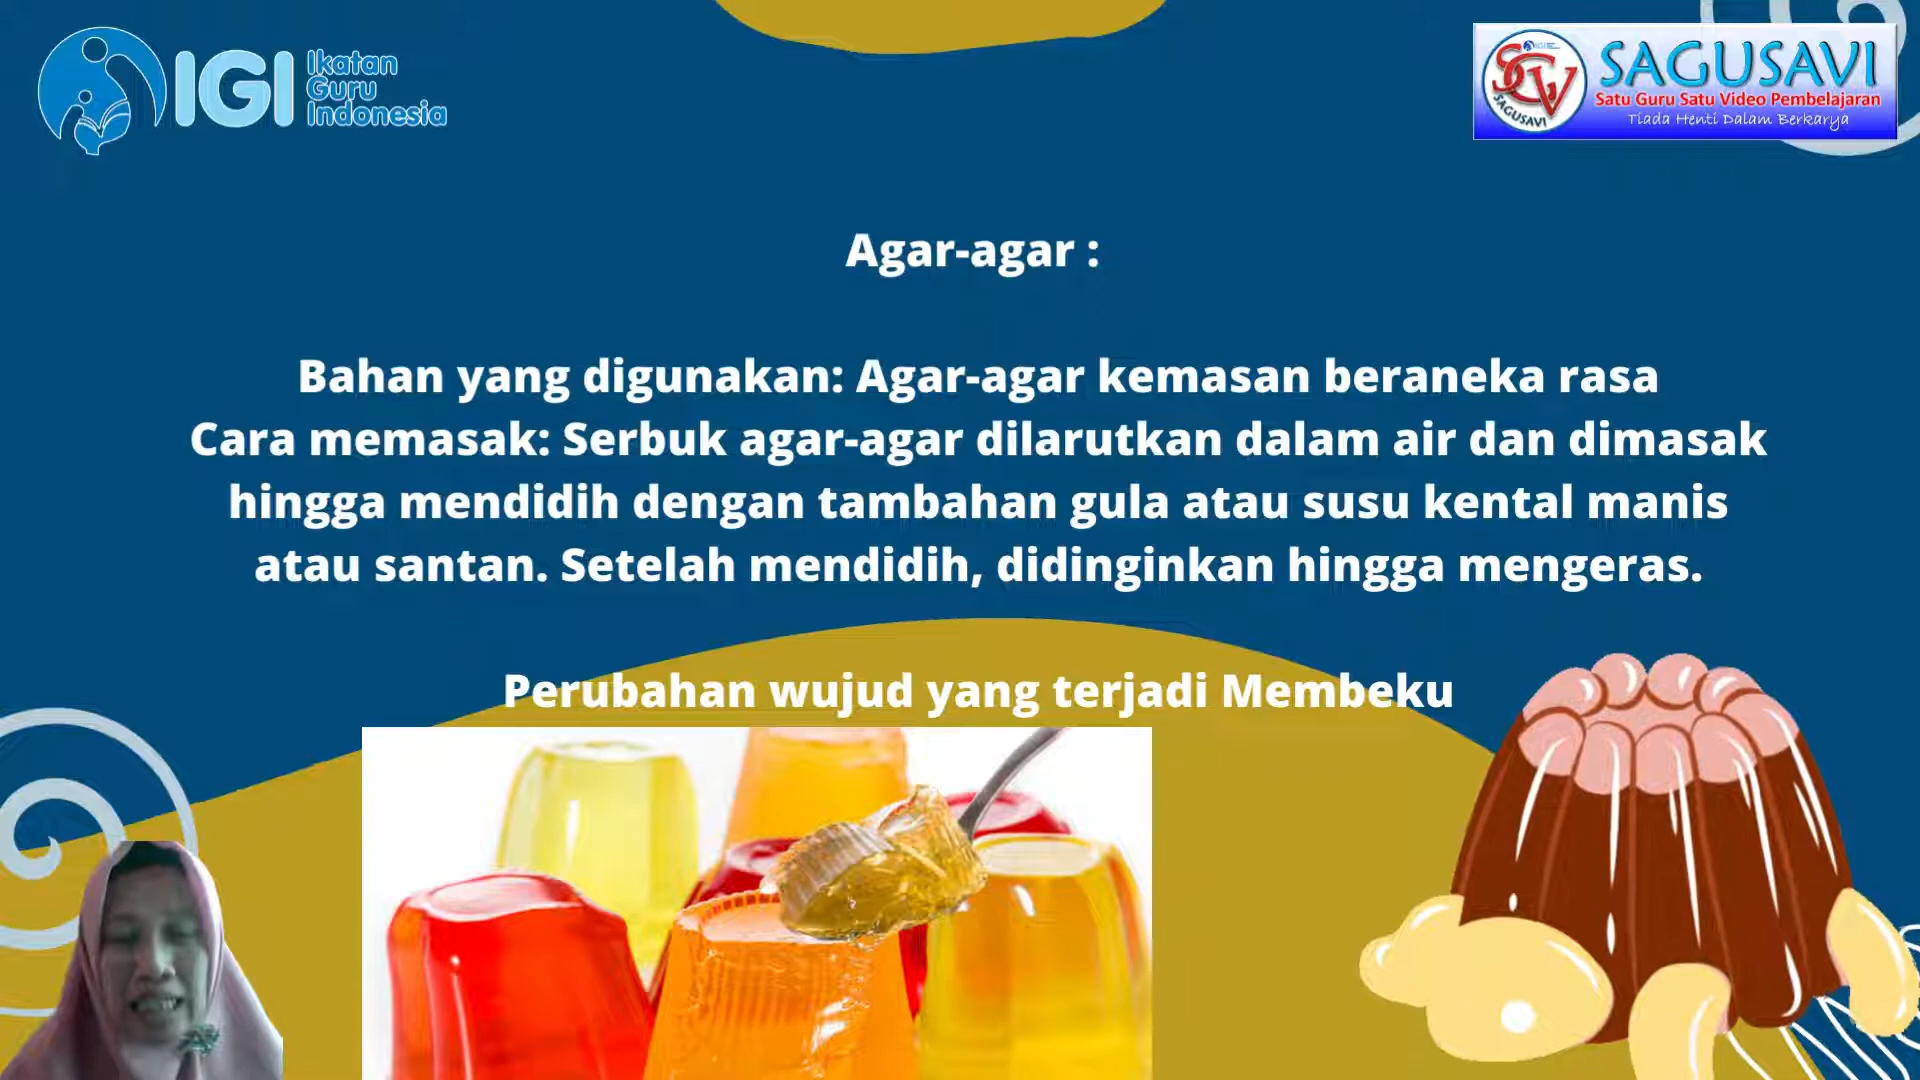 IGI
Ikatan
Guru
Indonesia
SGV
SAGUSAVI
SAGUSAVI
Satu Guru Satu Video Pembelajaran
Tiada Henti Dalam Berkarya
Agar-agar :
Bahan yang digunakan: Agar-agar kemasan beraneka rasa
Cara memasak: Serbuk agar-agar dilarutkan dalam air dan dimasak
hingga mendidih dengan tambahan gula atau susu kental manis
atau santan. Setelah mendidih, didinginkan hingga mengeras.
Perubahan wujud yang terjadi Membeku